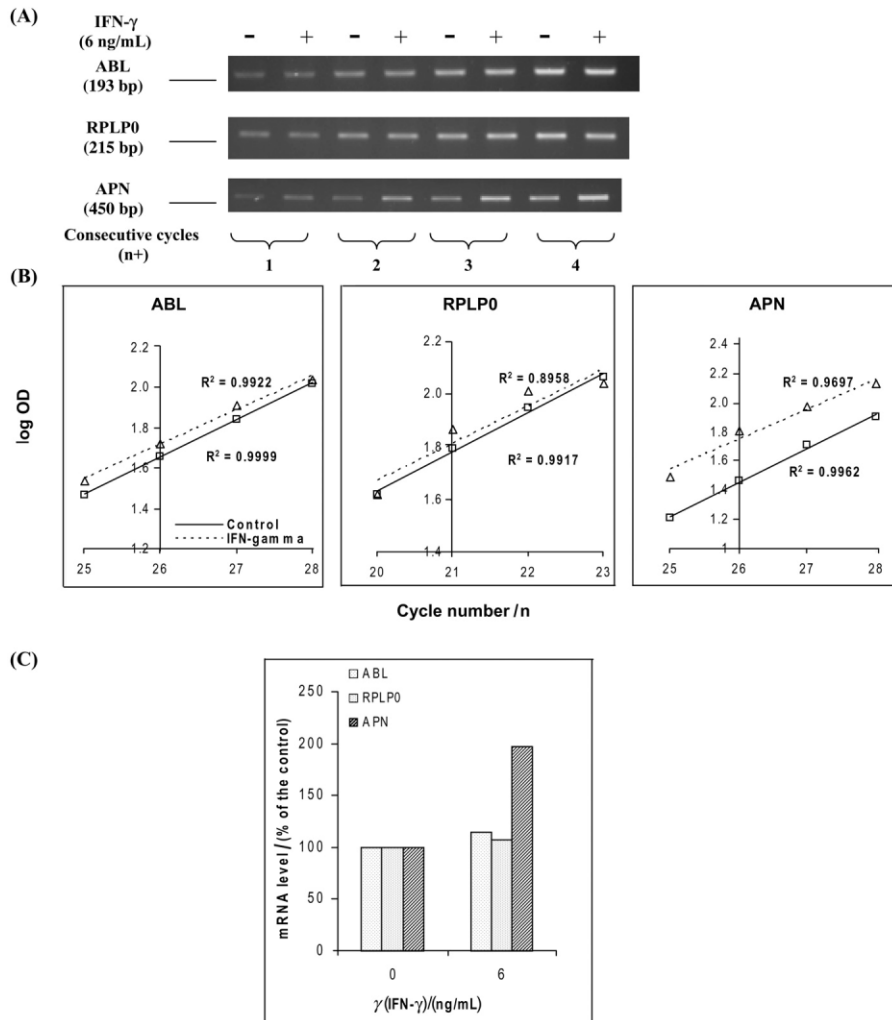 (A)
IFN-γ
(6 ng/mL)
- + - + - + - +
ABL
(193 bp)
RPLP0
(215 bp)
APN
(450 bp)
Consecutive cycles
(n+)
1 2 3 4
(B)
ABL
2.2
2.0
1.8
1.6
1.4
1.2
R² = 0.9922
R² = 0.9999
Control
IFN-gamma
25 26 27 28
RPLP0
2.2
2.0
1.8
1.6
1.4
R² = 0.8958
R² = 0.9917
20 21 22 23
APN
2.4
2.2
2
1.8
1.6
1.4
1.2
1
R² = 0.9697
R² = 0.9962
25 26 27 28
log OD
Cycle number/n
(C)
ABL
RPLP0
APN
mRNA level/(% of the control)
250
200
150
100
50
0
0 6
γ(IFN-γ)/(ng/mL)